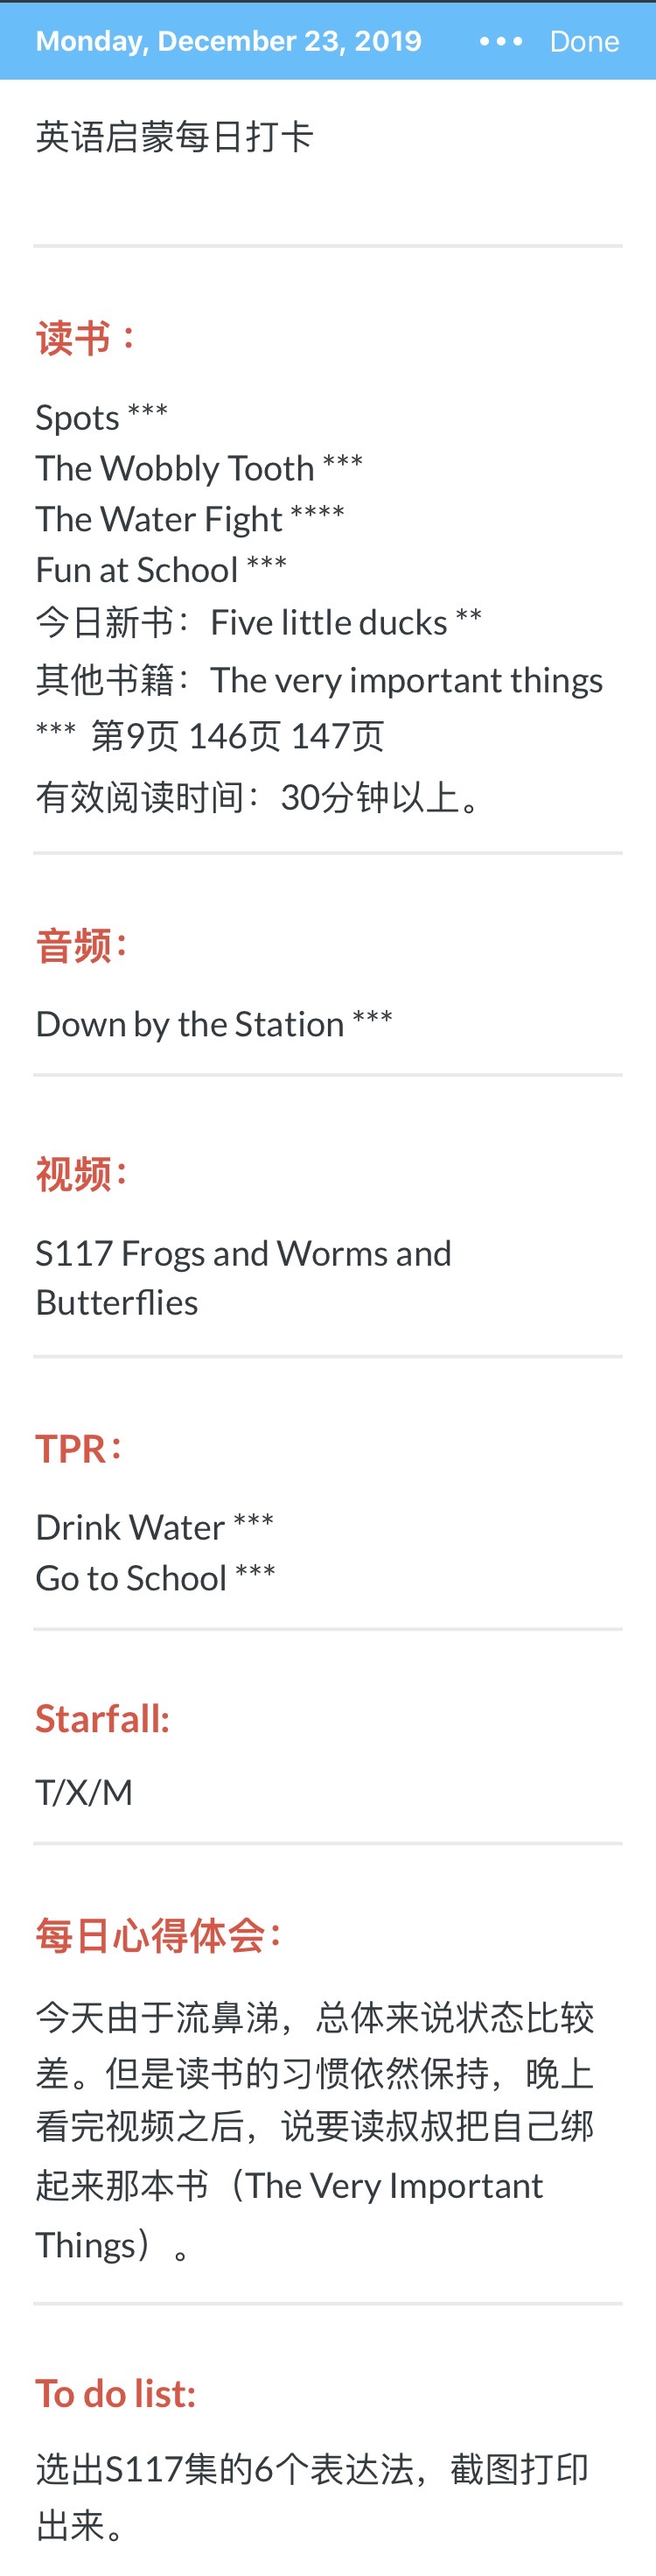 Monday, December 23, 2019 ••• Done
英语启蒙每日打卡
读书：
Spots ***
The Wobbly Tooth ***
The Water Fight ****
Fun at School ***
今日新书：Five little ducks **
其他书籍：The very important things
*** 第9页 146页 147页
有效阅读时间：30分钟以上。
音频：
Down by the Station ***
视频：
S117 Frogs and Worms and
Butterflies
TPR：
Drink Water ***
Go to School ***
Starfall:
T/X/M
每日心得体会：
今天由于流鼻涕，总体来说状态比较
差。但是读书的习惯依然保持，晚上
看完视频之后，说要读叔叔把自己绑
起来那本书（The Very Important
Things）。
To do list:
选出S117集的6个表达法，截图打印
出来。